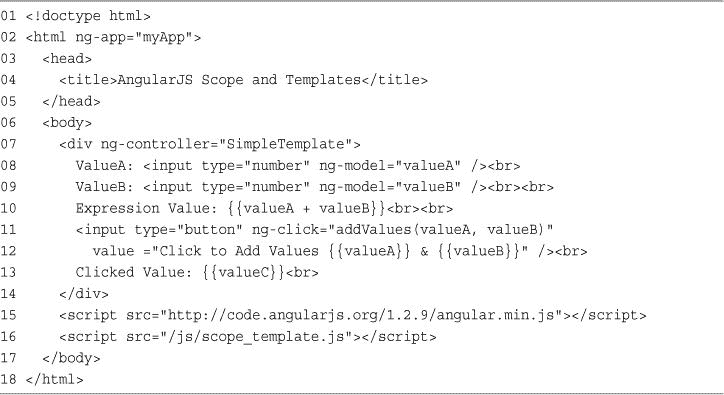 01 <!doctype html>
02 <html ng-app="myApp">
03   <head>
04     <title>AngularJS Scope and Templates</title>
05   </head>
06   <body>
07     <div ng-controller="SimpleTemplate">
08       ValueA: <input type="number" ng-model="valueA" /><br>
09       ValueB: <input type="number" ng-model="valueB" /><br><br>
10       Expression Value: {{valueA + valueB}}<br><br>
11       <input type="button" ng-click="addValues(valueA, valueB)"
12         value ="Click to Add Values {{valueA}} & {{valueB}}" /><br>
13       Clicked Value: {{valueC}}<br>
14     </div>
15     <script src="http://code.angularjs.org/1.2.9/angular.min.js"></script>
16     <script src="/js/scope_template.js"></script>
17   </body>
18 </html>